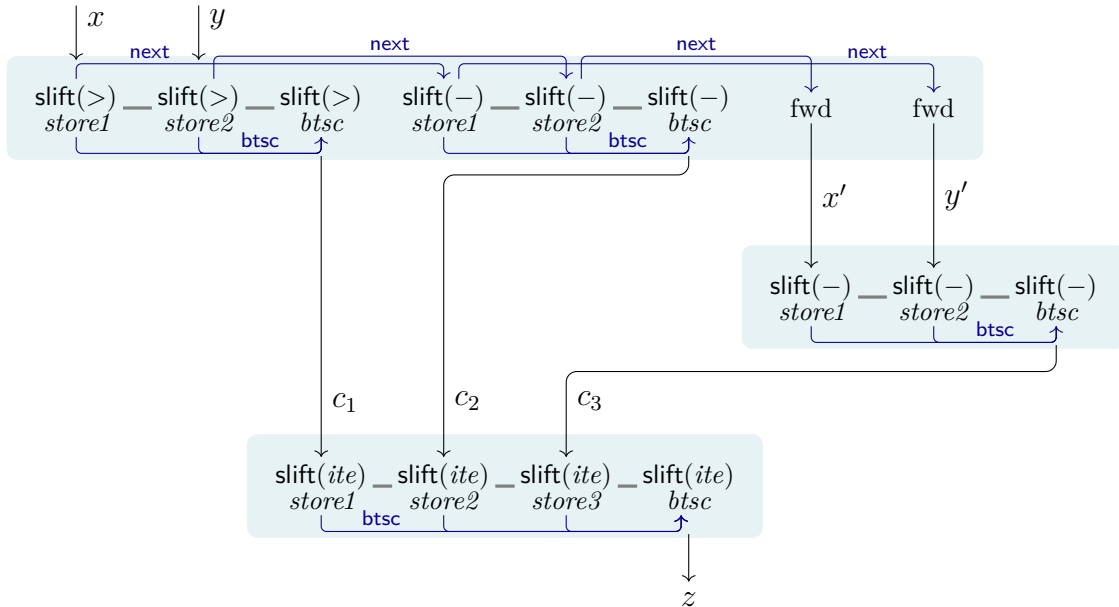 x y
next next next next
slift(>) slift(>) slift(>) slift(−) slift(−) slift(−) fwd fwd
store1 store2 btsc store1 store2 btsc
btsc btsc
x′ y′
slift(−) slift(−) slift(−)
store1 store2 btsc
btsc
c₁ c₂ c₃
slift(ite) slift(ite) slift(ite) slift(ite)
store1 store2 store3 btsc
btsc
z